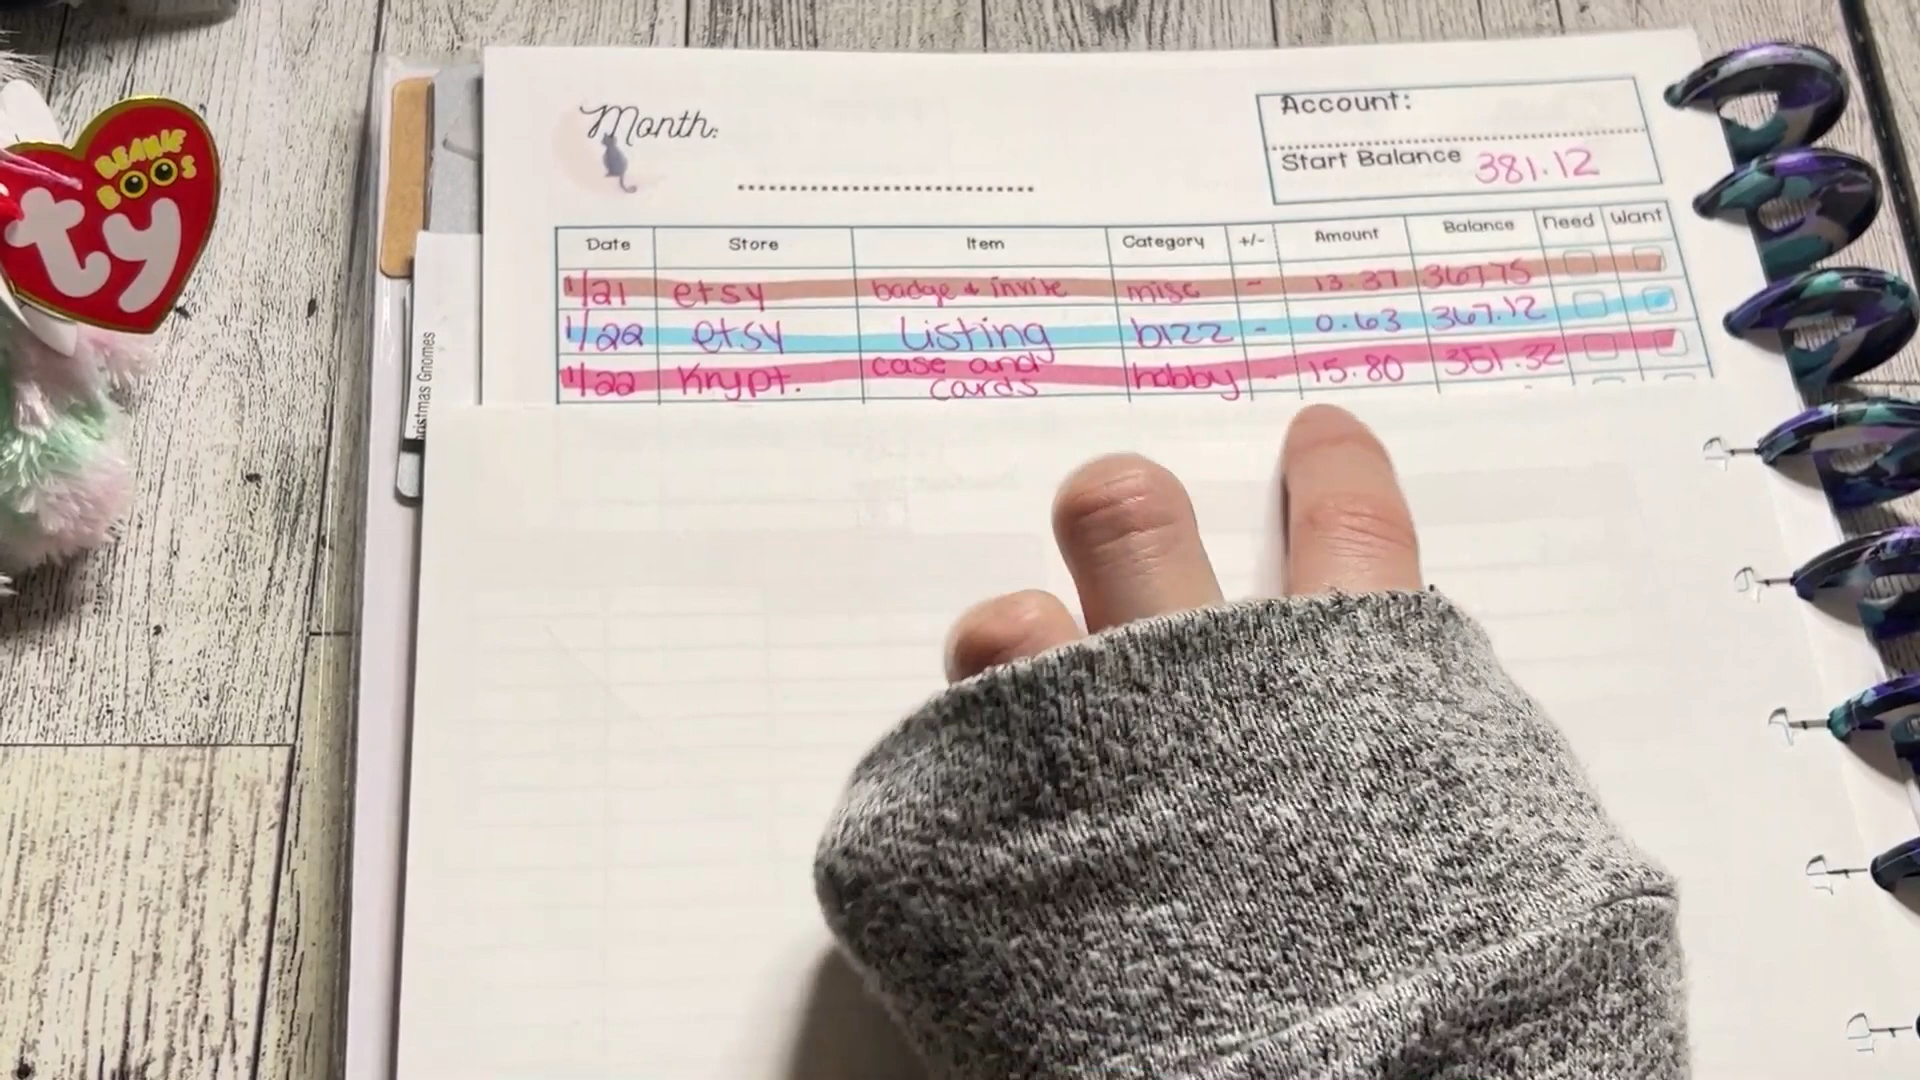 BEANIE
BOOS
ty
ristmas Gnomes
Month:
Account:
Start Balance 381.12
Date Store Item Category +/- Amount Balance Need Want
1/21 etsy badge + invite misc - 13.37 367.75
1/22 etsy Listing bizz - 0.63 367.12
1/22 Krypt. case and cards hobby - 15.80 351.32